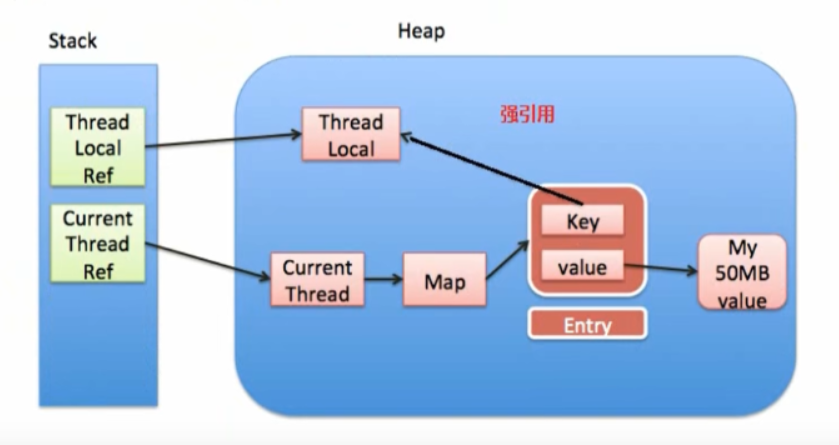 Stack
Heap
Thread
Local
Ref
Thread
Local
强引用
Current
Thread
Ref
Key
Current
Thread
Map
value
My
50MB
value
Entry